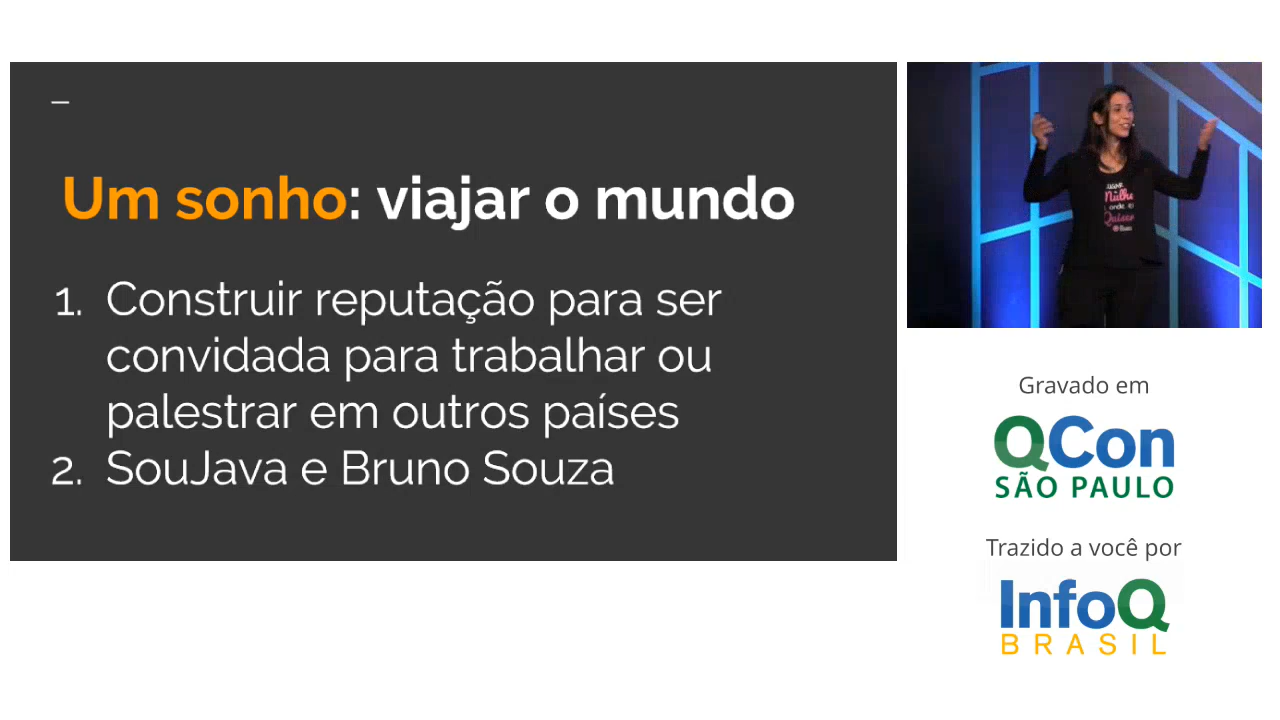 Um sonho: viajar o mundo
1. Construir reputação para ser
convidada para trabalhar ou
palestrar em outros países
2. SouJava e Bruno Souza
Gravado em
QCon
SÃO PAULO
Trazido a você por
InfoQ
BRASIL